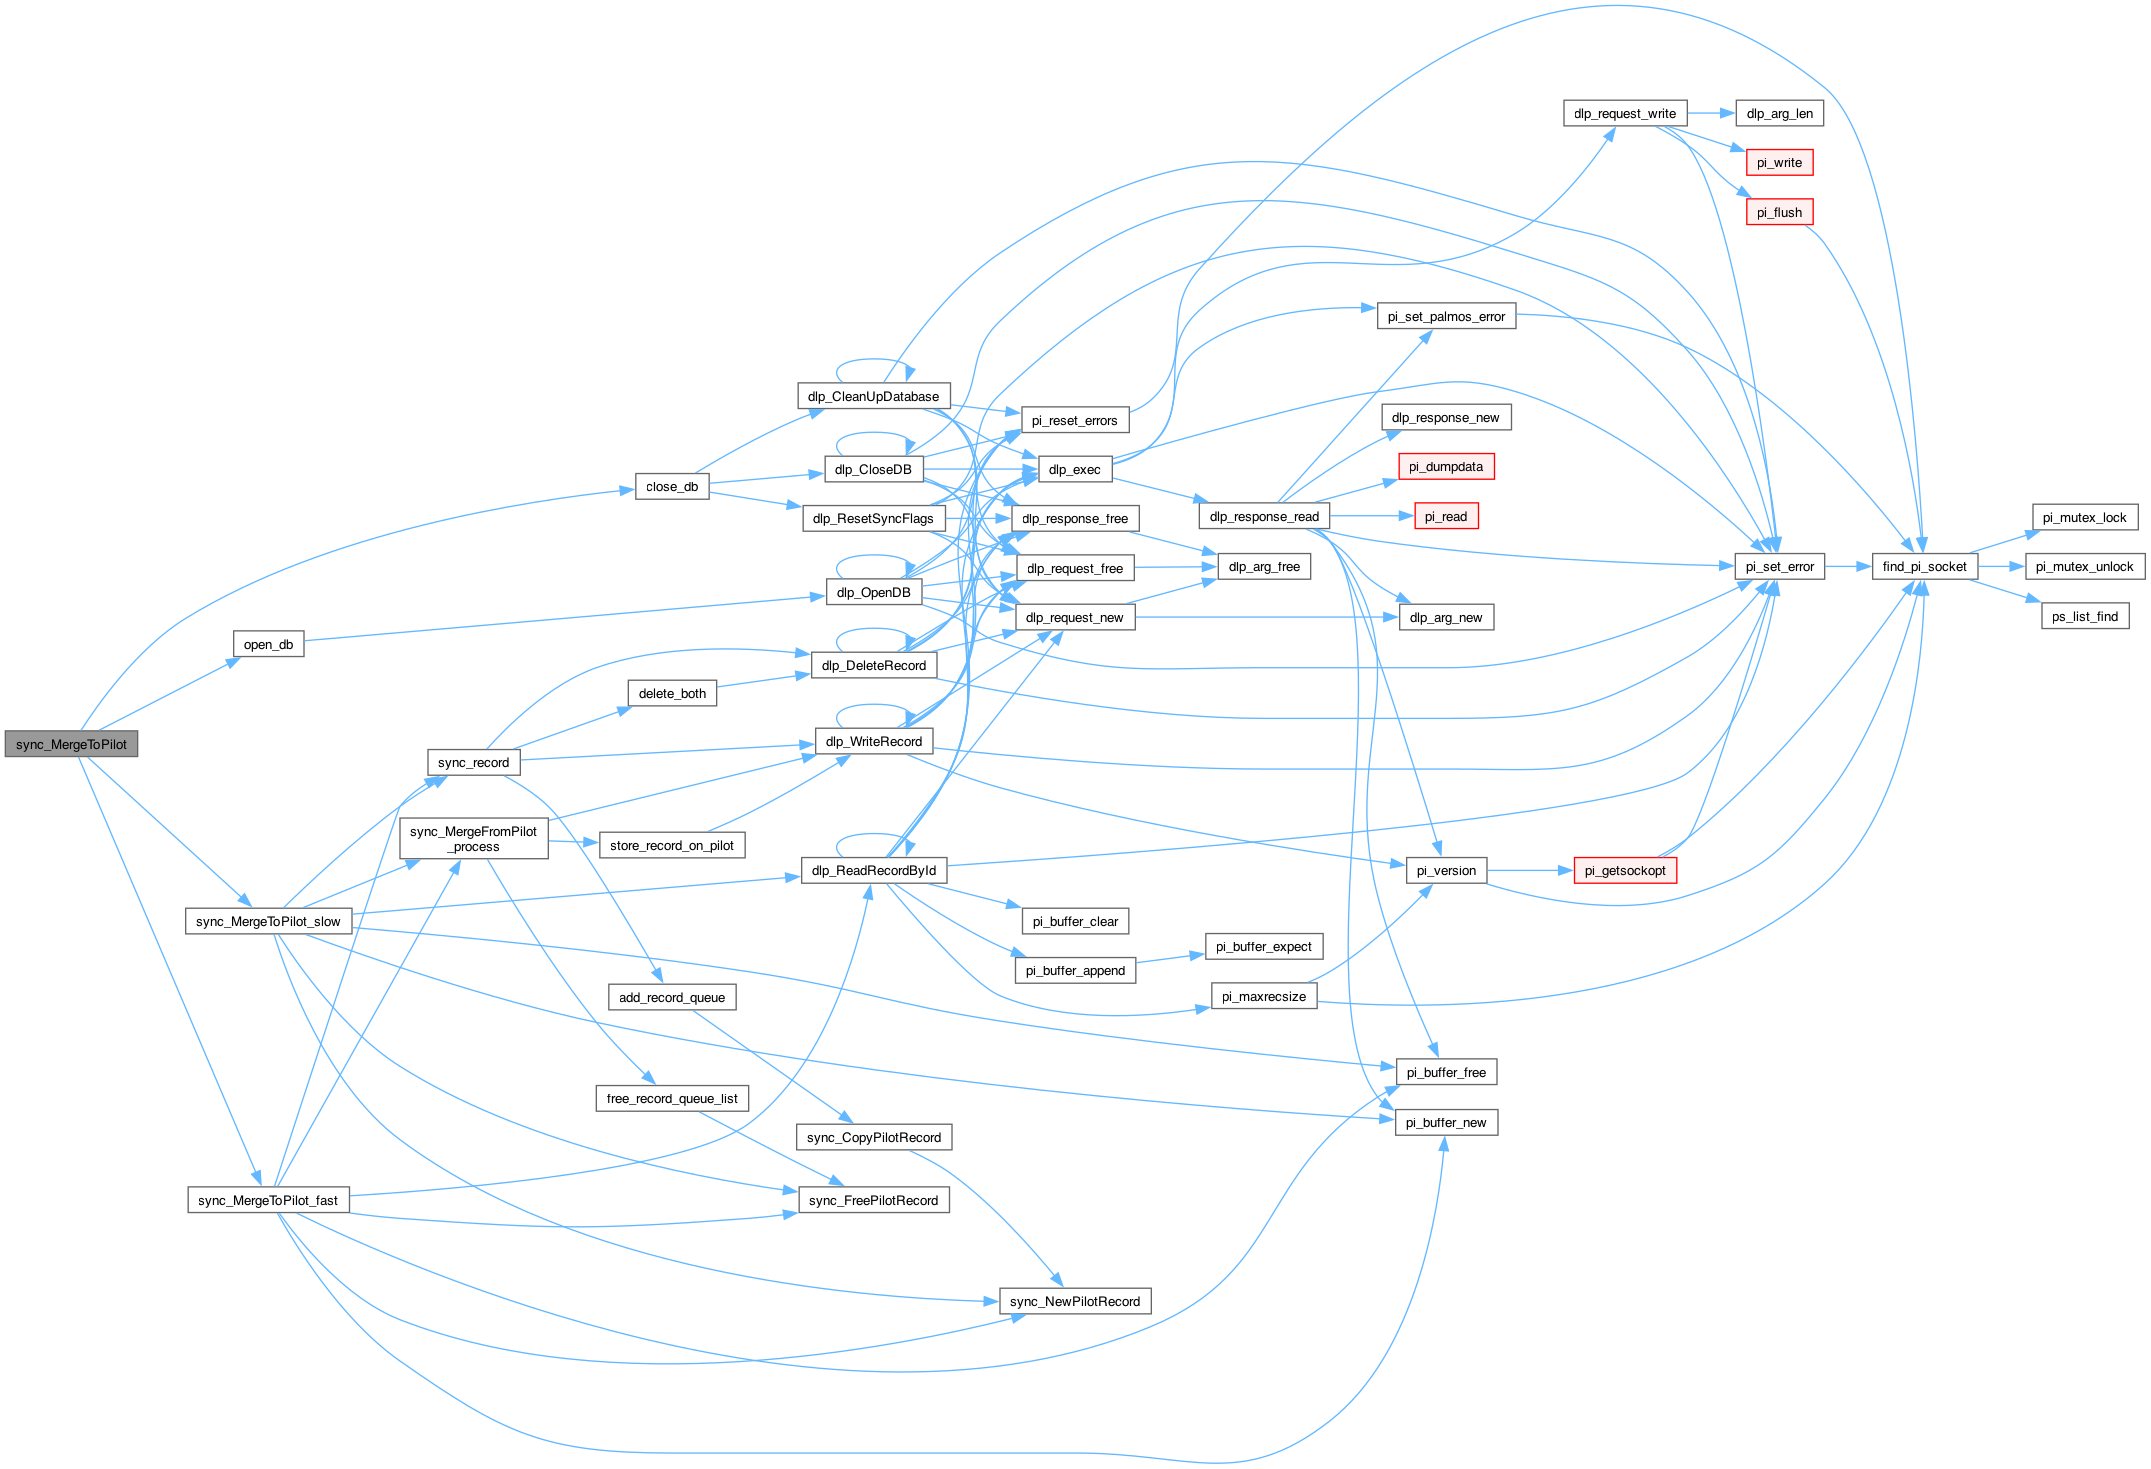 sync_MergeToPilot
close_db
open_db
sync_MergeToPilot_slow
sync_MergeToPilot_fast
sync_record
sync_MergeFromPilot
_process
delete_both
store_record_on_pilot
add_record_queue
free_record_queue_list
dlp_CleanUpDatabase
dlp_CloseDB
dlp_ResetSyncFlags
dlp_OpenDB
dlp_DeleteRecord
dlp_WriteRecord
dlp_ReadRecordById
sync_CopyPilotRecord
sync_FreePilotRecord
pi_reset_errors
dlp_exec
dlp_response_free
dlp_request_free
dlp_request_new
pi_buffer_clear
pi_buffer_append
sync_NewPilotRecord
dlp_response_read
dlp_arg_free
pi_buffer_expect
pi_maxrecsize
pi_set_palmos_error
dlp_response_new
pi_dumpdata
pi_read
dlp_arg_new
pi_version
pi_buffer_free
pi_buffer_new
dlp_request_write
pi_getsockopt
dlp_arg_len
pi_write
pi_flush
pi_set_error
find_pi_socket
pi_mutex_lock
pi_mutex_unlock
ps_list_find